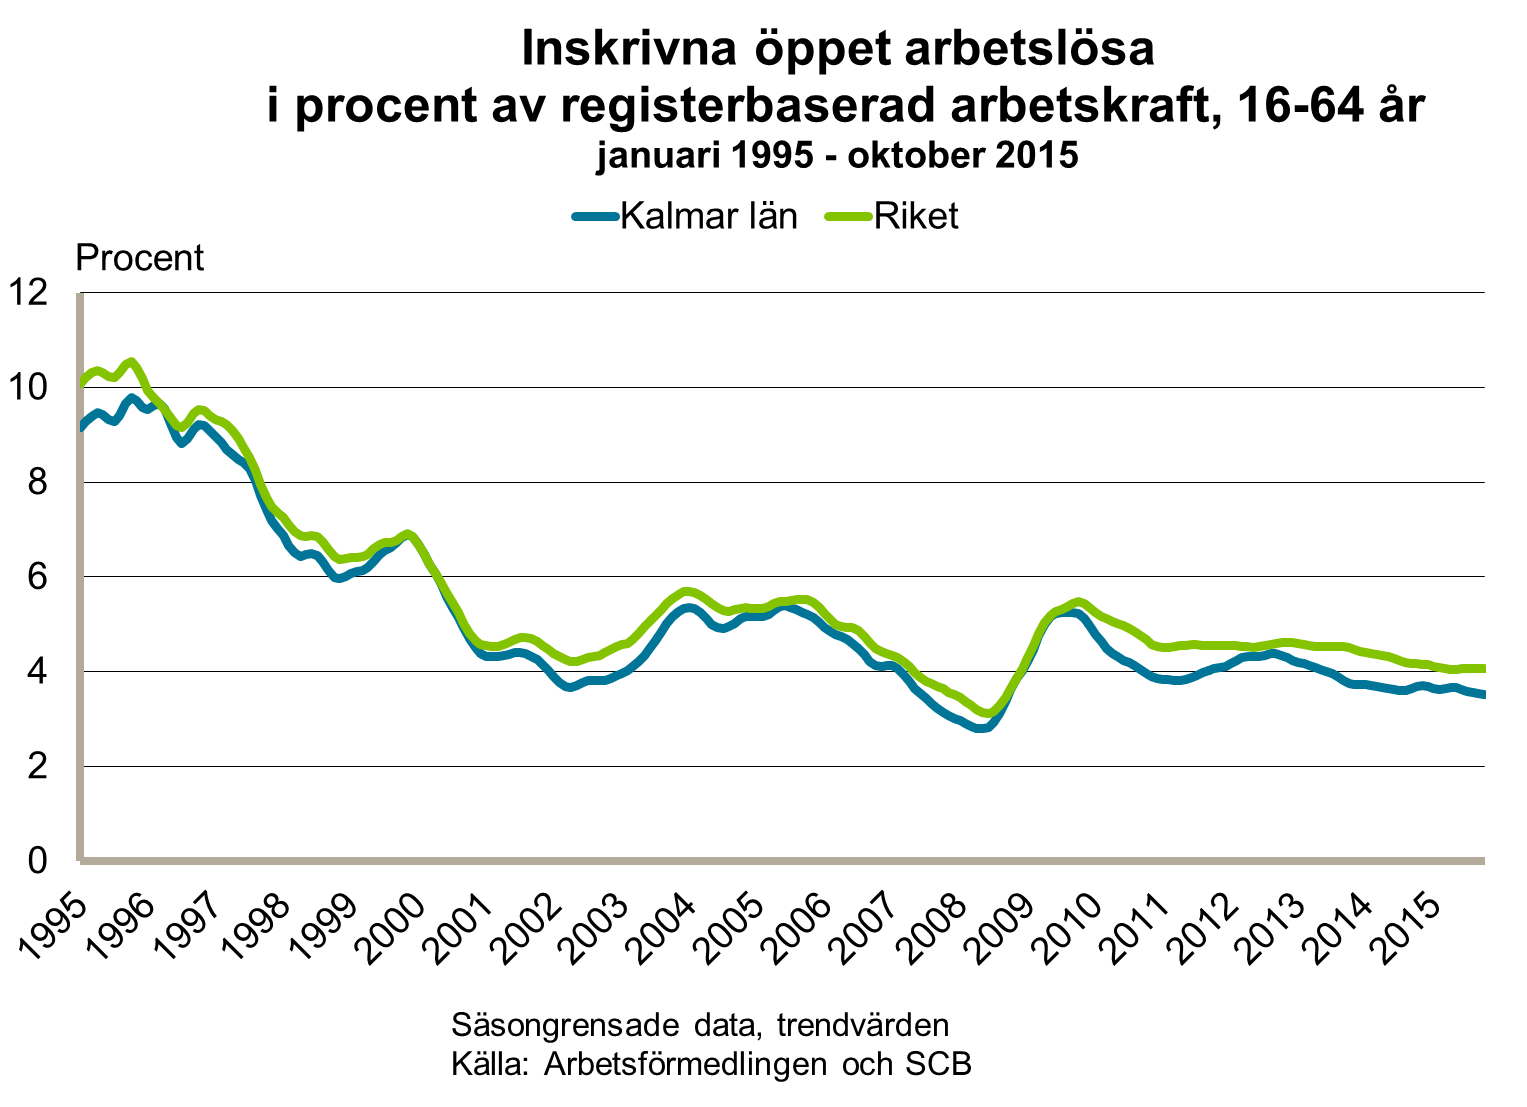 Inskrivna öppet arbetslösa
i procent av registerbaserad arbetskraft, 16-64 år
januari 1995 - oktober 2015
Kalmar län Riket
Procent
12
10
8
6
4
2
0
1995 1996 1997 1998 1999 2000 2001 2002 2003 2004 2005 2006 2007 2008 2009 2010 2011 2012 2013 2014 2015
Säsongrensade data, trendvärden
Källa: Arbetsförmedlingen och SCB